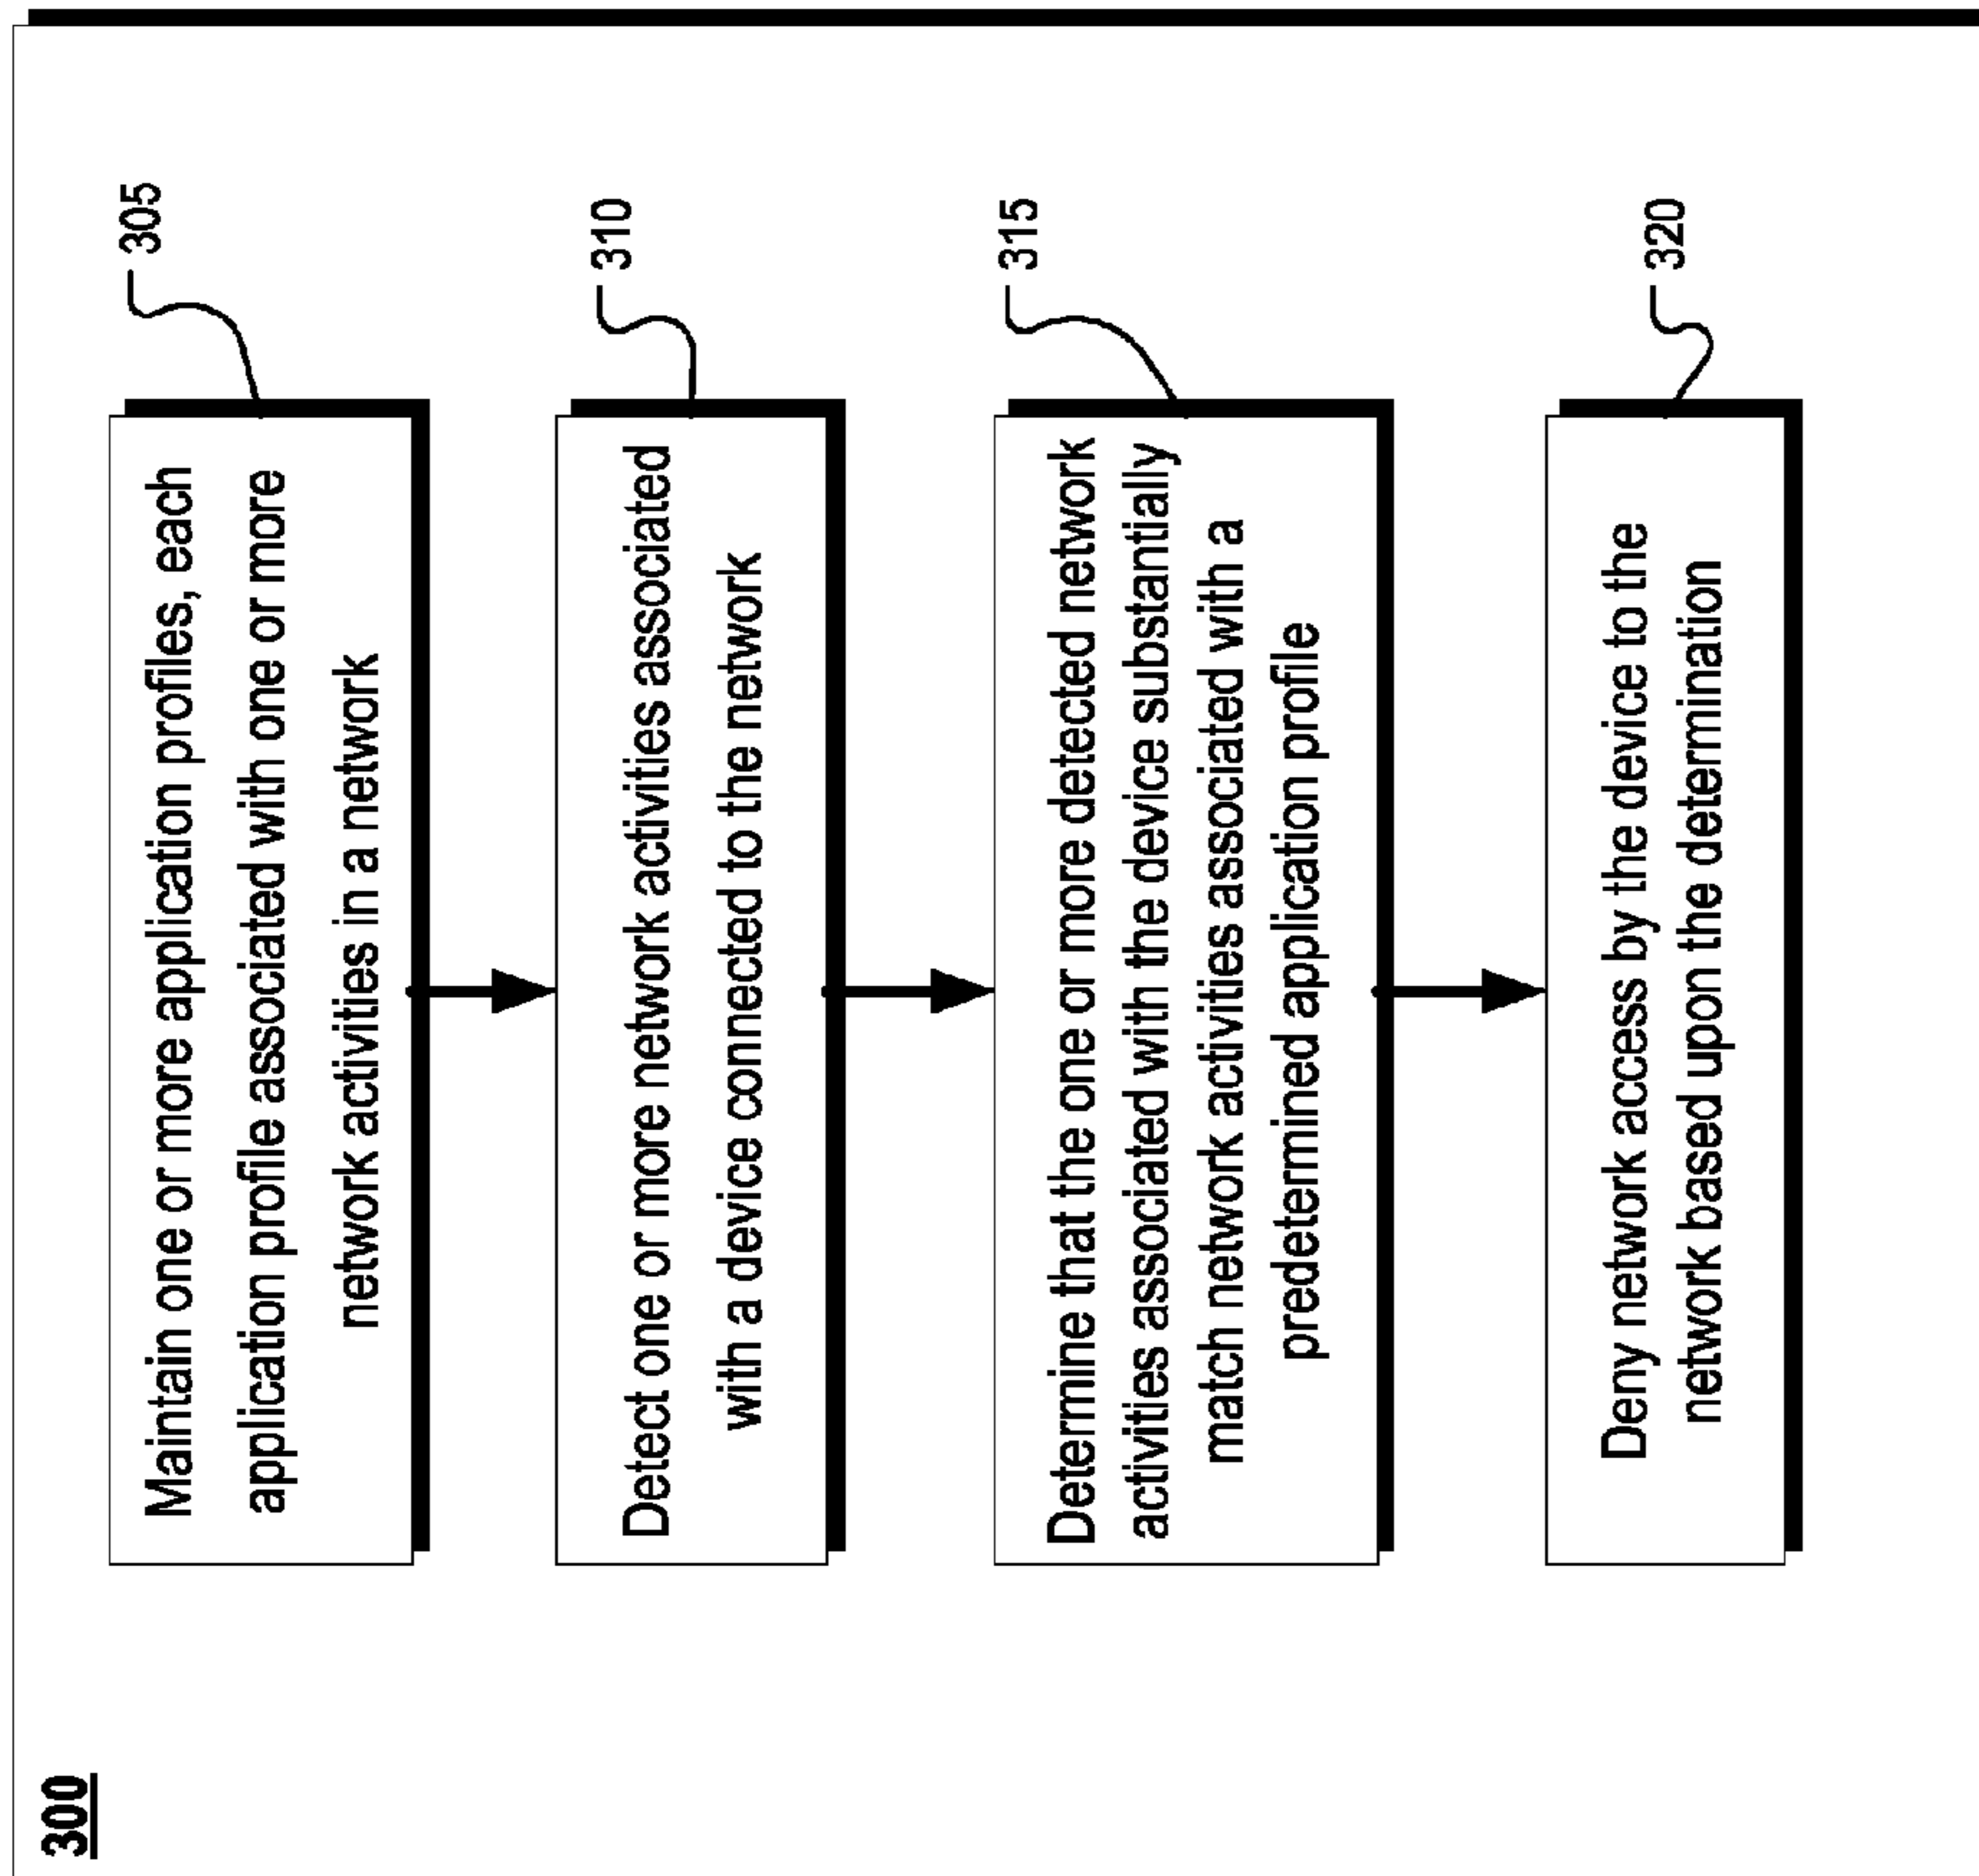 300
Maintain one or more application profiles, each
application profile associated with one or more
network activities in a network
305
Detect one or more network activities associated
with a device connected to the network
310
Determine that the one or more detected network
activities associated with the device substantially
match network activities associated with a
predetermined application profile
315
Deny network access by the device to the
network based upon the determination
320